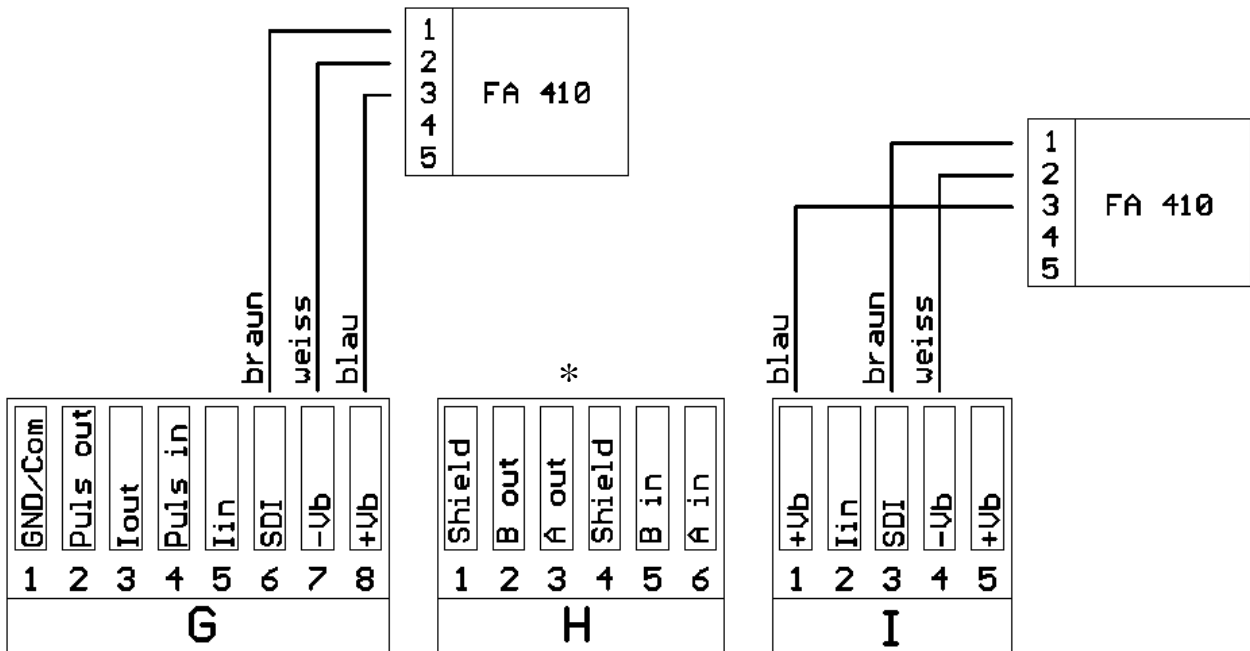 1
2
3
4
5
FA 410
1
2
3
4
5
FA 410
braun
weiss
blau
blau
braun
weiss
*
GND/Com
Puls out
Iout
Puls in
Iin
SDI
-Vb
+Vb
Shield
B out
A out
Shield
B in
A in
+Vb
Iin
SDI
-Vb
+Vb
1 2 3 4 5 6 7 8
1 2 3 4 5 6
1 2 3 4 5
G
H
I